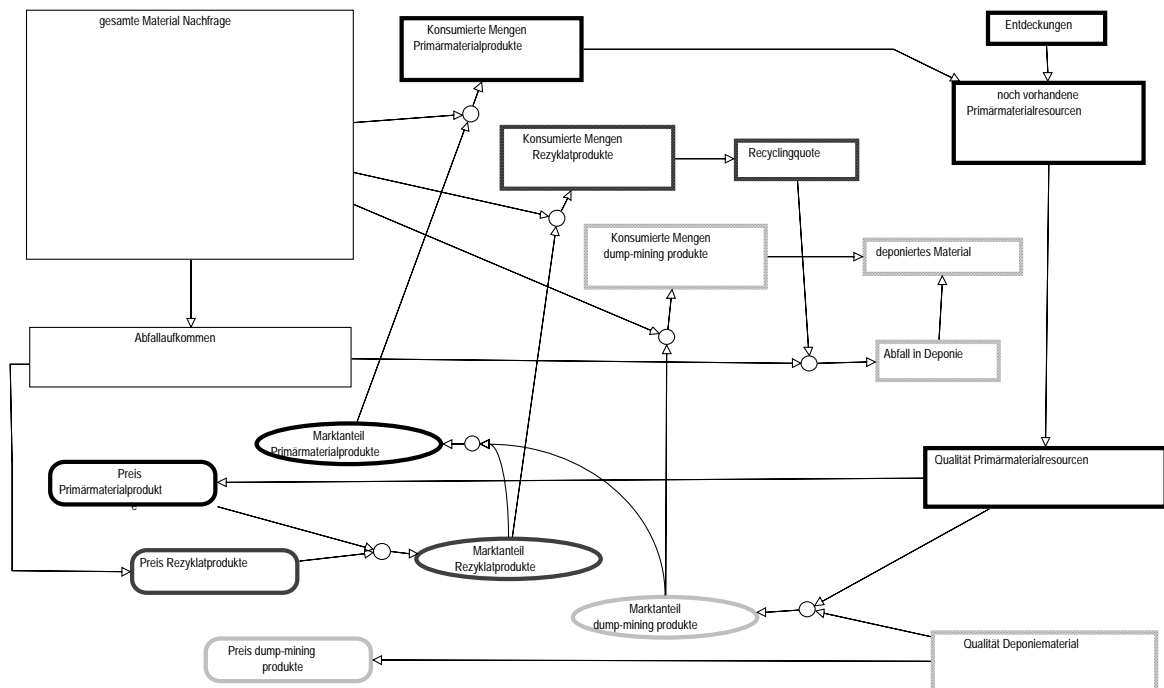 gesamte Material Nachfrage
Konsumierte Mengen
Primärmaterialprodukte
Entdeckungen
noch vorhandene
Primärmaterialresourcen
Konsumierte Mengen
Rezyklatprodukte
Recyclingquote
Konsumierte Mengen
dump-mining produkte
deponiertes Material
Abfallaufkommen
Abfall in Deponie
Marktanteil
Primärmaterialprodukte
Preis
Primärmaterialprodukt
e
Qualität Primärmaterialresourcen
Marktanteil
Rezyklatprodukte
Preis Rezyklatprodukte
Marktanteil
dump-mining produkte
Preis dump-mining
produkte
Qualität Deponiematerial